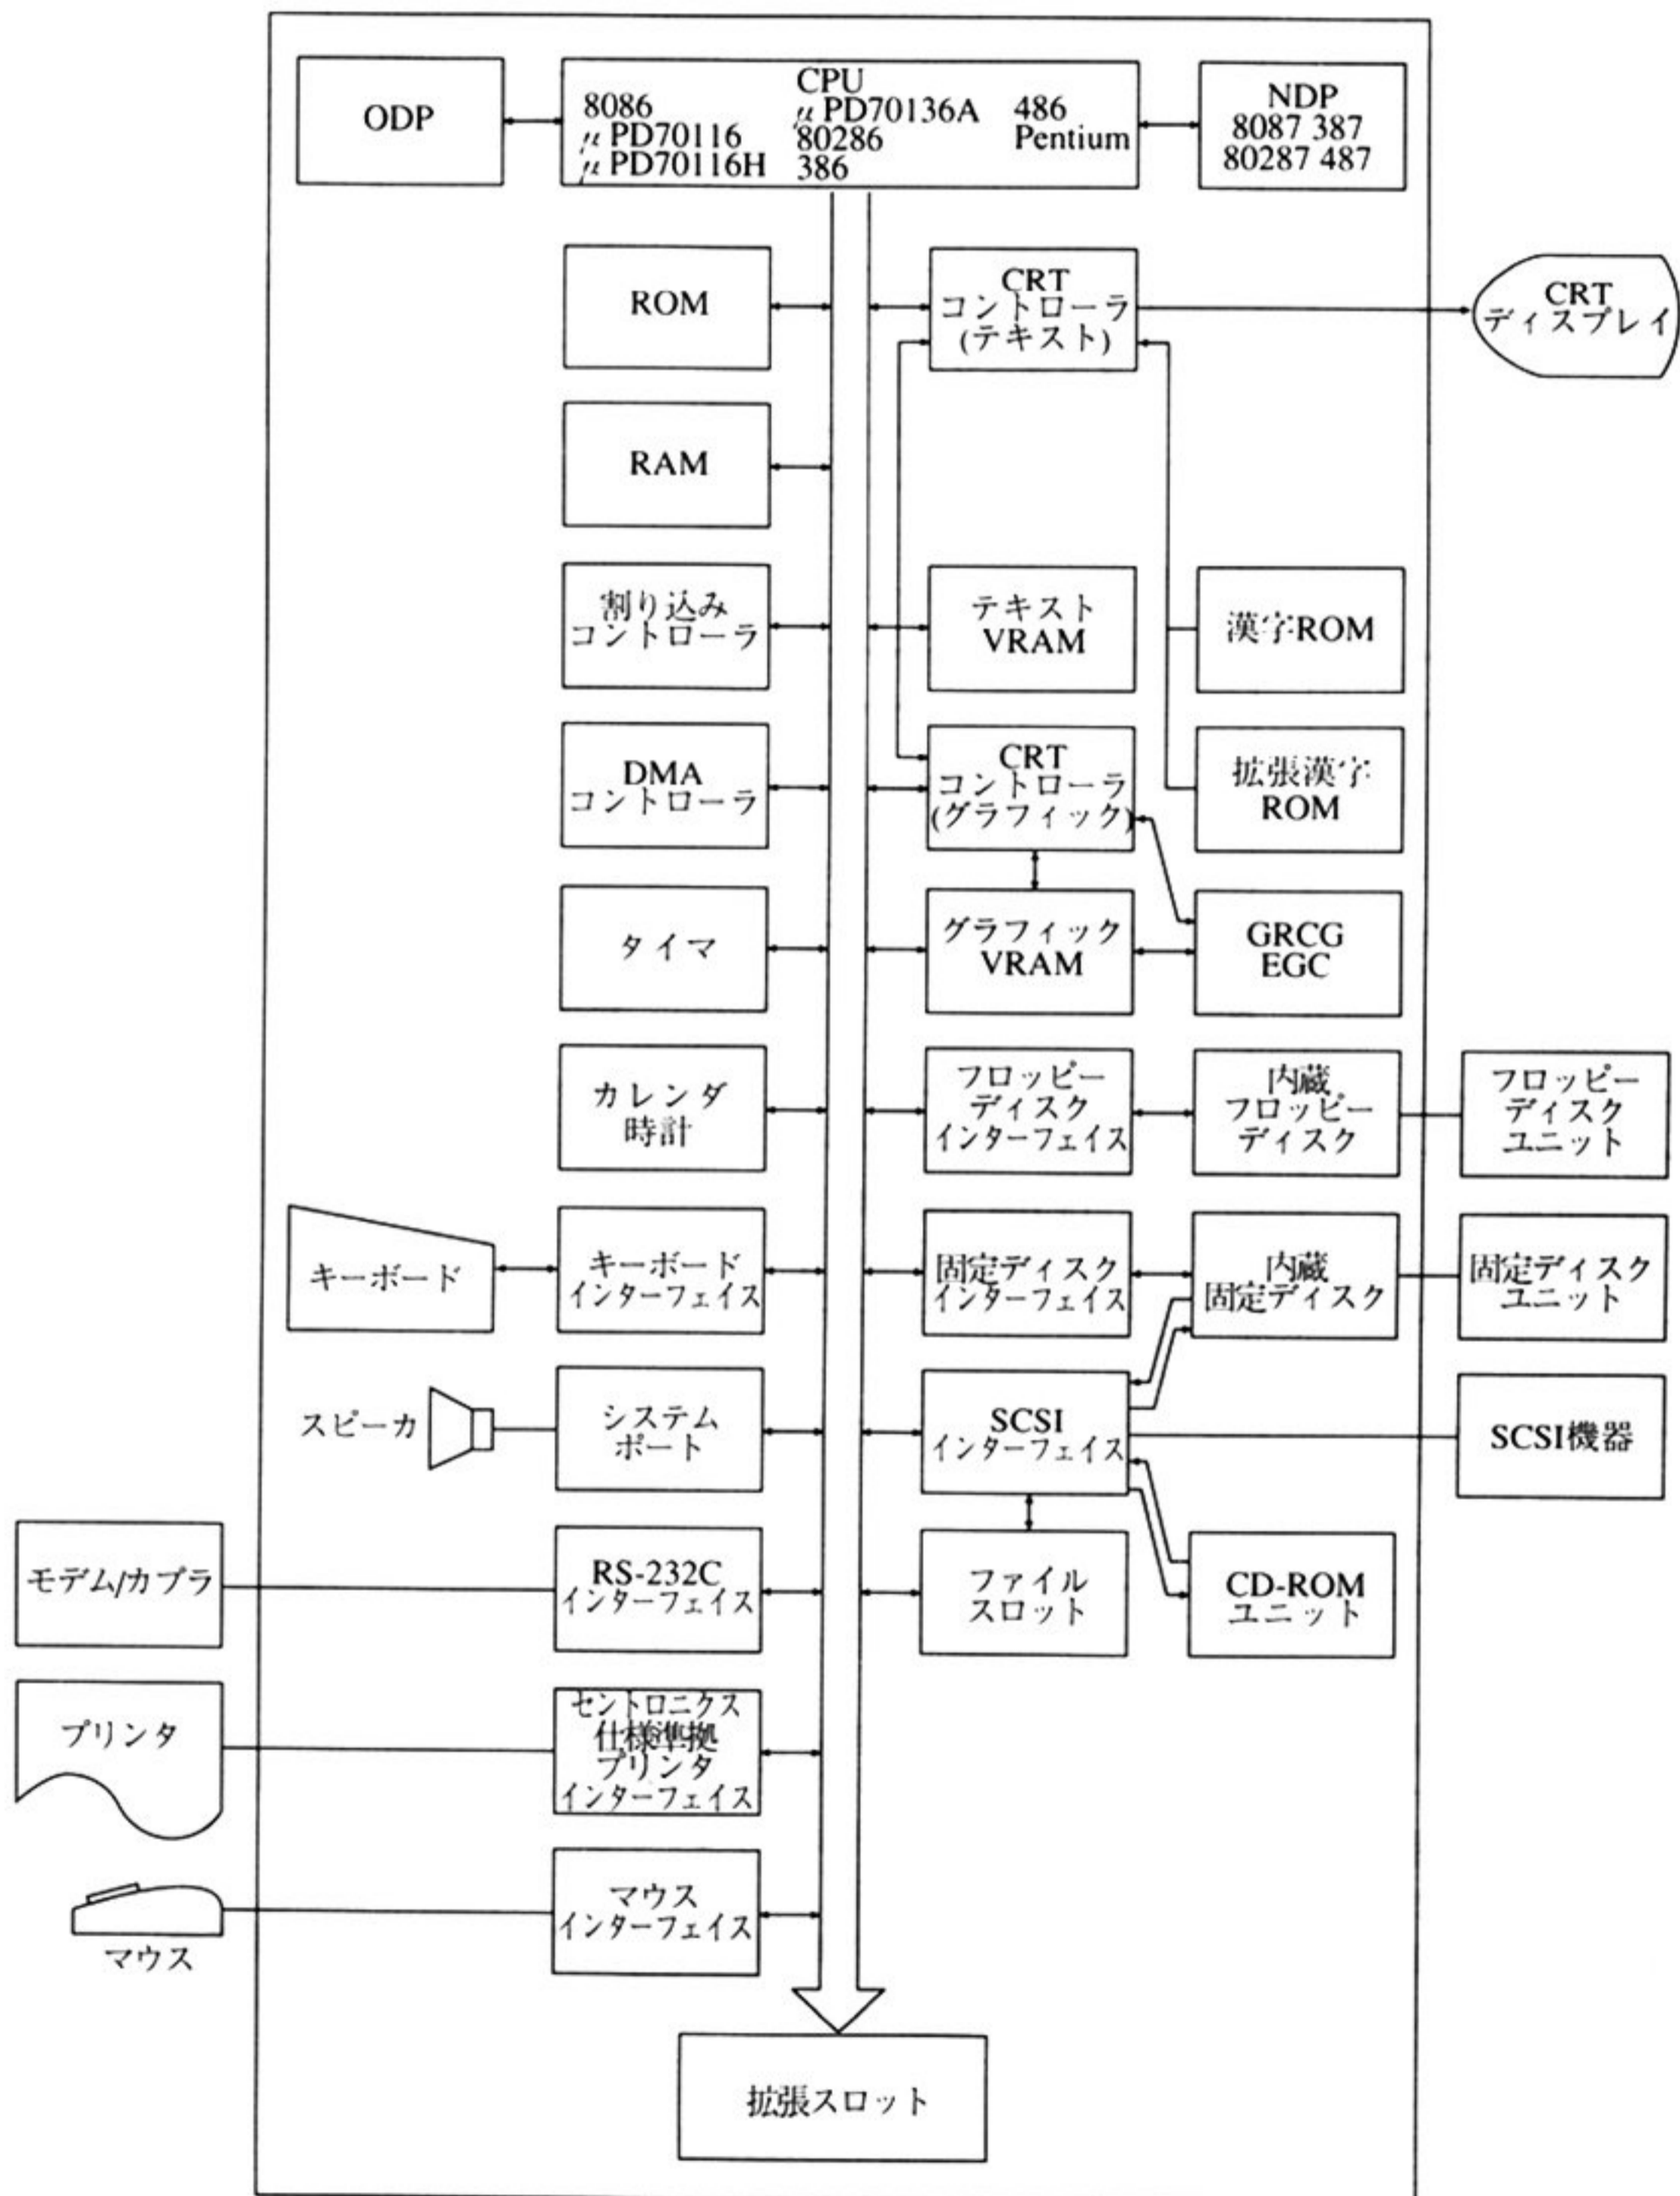 ODP
CPU
8086 μPD70136A 486
μPD70116 80286 Pentium
μPD70116H 386
NDP
8087 387
80287 487
ROM
CRT
コントローラ
(テキスト)
CRT
ディスプレイ
RAM
割り込み
コントローラ
テキスト
VRAM
漢字ROM
DMA
コントローラ
CRT
コントローラ
(グラフィック)
拡張漢字
ROM
タイマ
グラフィック
VRAM
GRCG
EGC
カレンダ
時計
フロッピー
ディスク
インターフェイス
内蔵
フロッピー
ディスク
フロッピー
ディスク
ユニット
キーボード
キーボード
インターフェイス
固定ディスク
インターフェイス
内蔵
固定ディスク
固定ディスク
ユニット
スピーカ
システム
ポート
SCSI
インターフェイス
SCSI機器
モデム/カプラ
RS-232C
インターフェイス
ファイル
スロット
CD-ROM
ユニット
プリンタ
セントロニクス
仕様準拠
プリンタ
インターフェイス
マウス
マウス
インターフェイス
拡張スロット